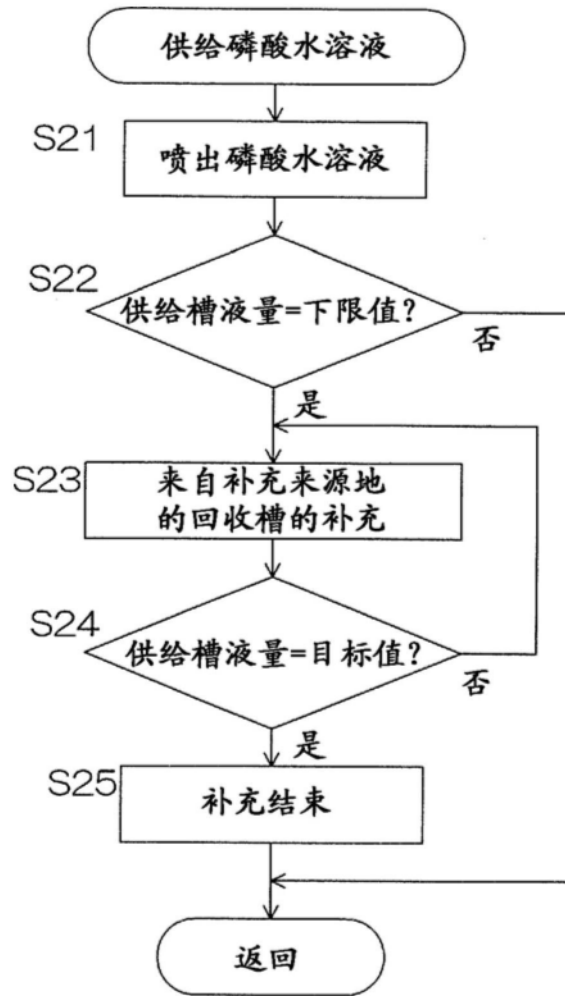 供给磷酸水溶液
S21
喷出磷酸水溶液
S22
供给槽液量=下限值?
否
是
S23
来自补充来源地
的回收槽的补充
S24
供给槽液量=目标值?
否
是
S25
补充结束
返回